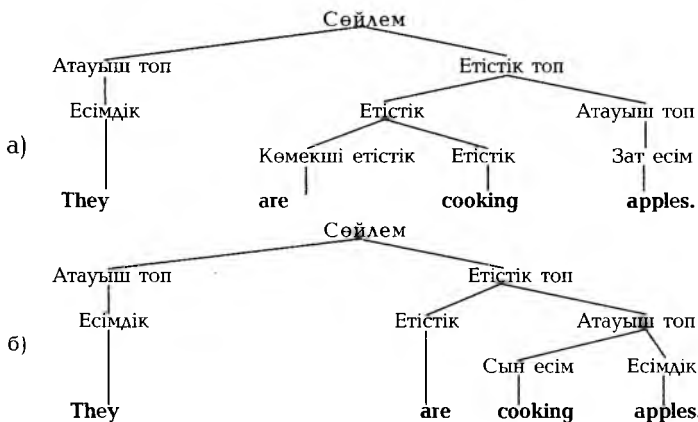 Сөйлем
Атауыш топ Етістік топ
Есімдік Етістік Атауыш топ
а)
Көмекші етістік Етістік Зат есім
They are cooking apples.
Сөйлем
Атауыш топ Етістік топ
Есімдік Етістік Атауыш топ
б)
Сын есім Есімдік
They are cooking apples.